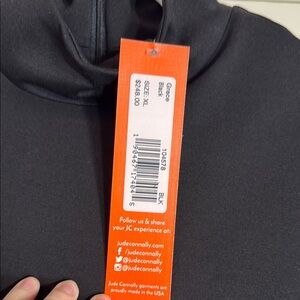 Grace
Black
SIZE: XL
$248.00
104578
BLK
Follow us & share
your JC experience on:
judeconnally.com
/judeconnally
@judeconnally
@judeconnally
Jude Connally garments are
proudly made in the USA